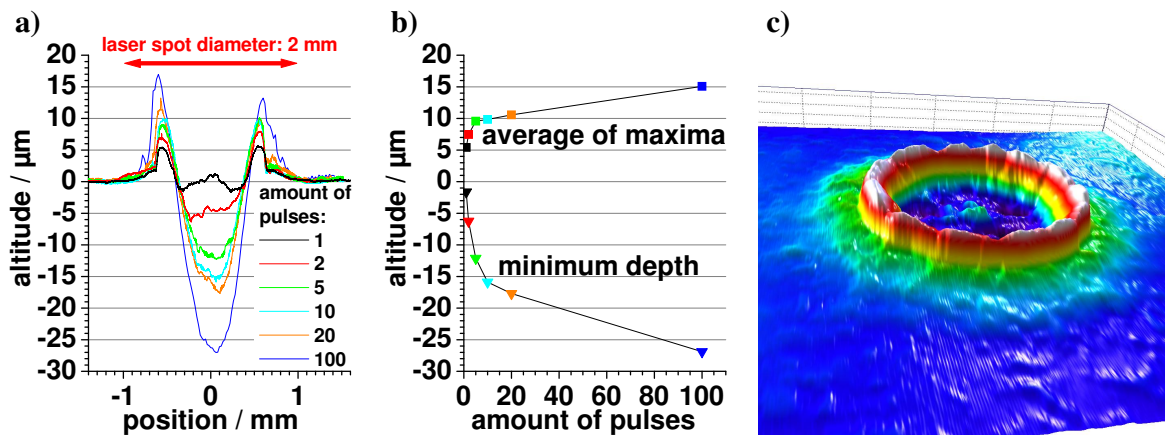 a)
laser spot diameter: 2 mm
altitude / µm
20
15
10
5
0
-5
-10
-15
-20
-25
-30
amount of
pulses:
1
2
5
10
20
100
-1
0
1
position / mm
b)
altitude / µm
20
15
10
5
0
-5
-10
-15
-20
-25
-30
average of maxima
minimum depth
0 20 40 60 80 100
amount of pulses
c)